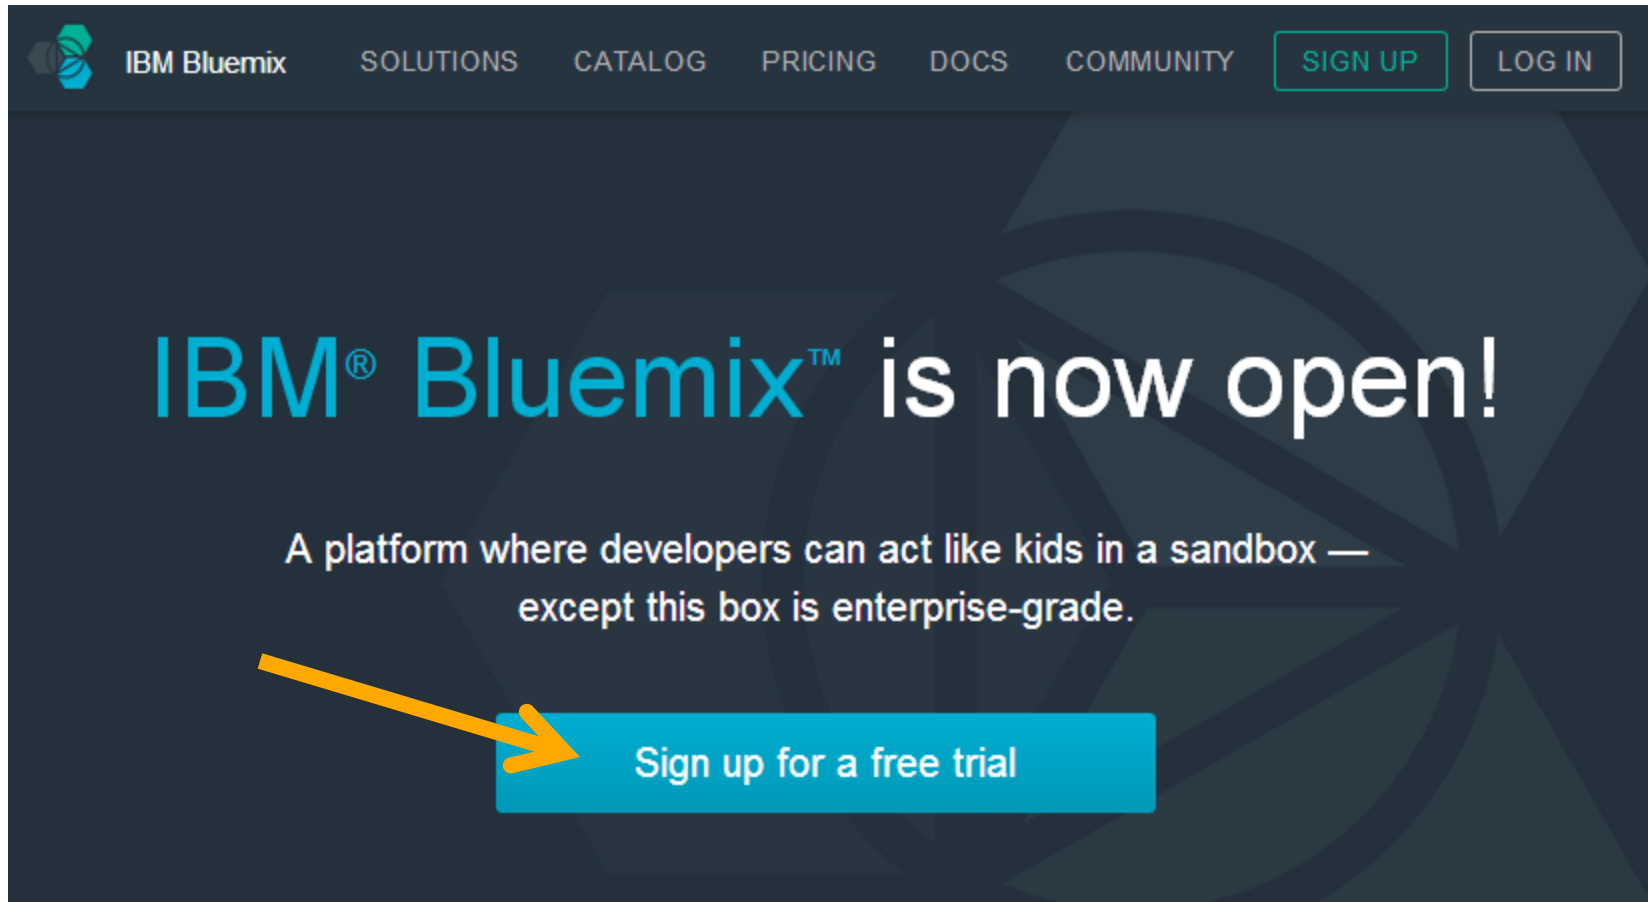 IBM Bluemix SOLUTIONS CATALOG PRICING DOCS COMMUNITY SIGN UP LOG IN
IBM® Bluemix™ is now open!
A platform where developers can act like kids in a sandbox —
except this box is enterprise-grade.
Sign up for a free trial